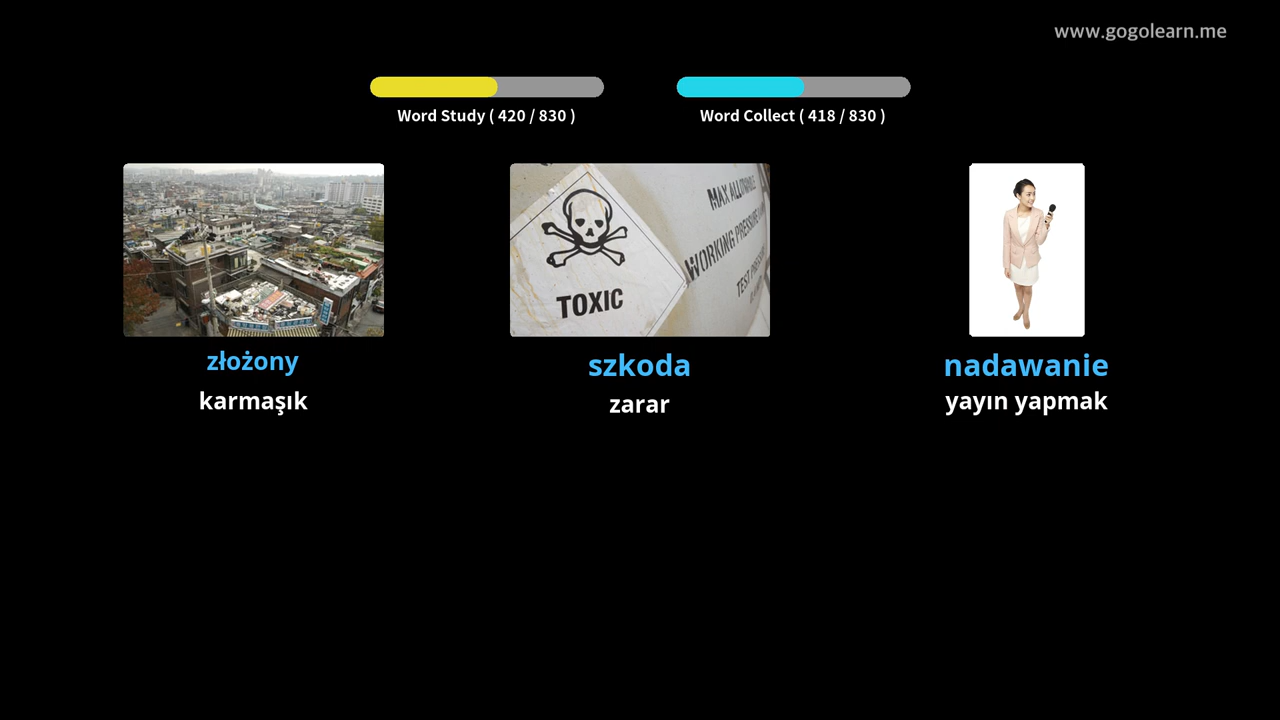 www.gogolearn.me
Word Study ( 420 / 830 )
Word Collect ( 418 / 830 )
MAX ALLOWABLE
WORKING PRESSURE
TOXIC
złożony
szkoda
nadawanie
karmaşık
zarar
yayın yapmak